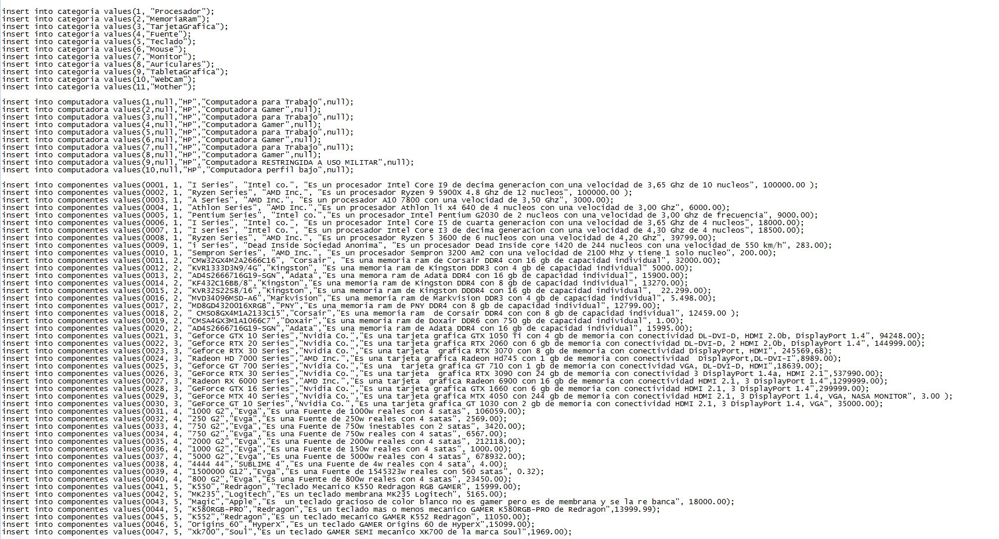 insert into categoria values(1, "Procesador");
insert into categoria values(2,"MemoriaRam");
insert into categoria values(3,"TarjetaGrafica");
insert into categoria values(4,"Fuente");
insert into categoria values(5,"Teclado");
insert into categoria values(6,"Mouse");
insert into categoria values(7,"Monitor");
insert into categoria values(8,"Auriculares");
insert into categoria values(9,"TabletaGrafica");
insert into categoria values(10,"WebCam");
insert into categoria values(11,"Mother");

insert into computadora values(1,null,"HP","Computadora para Trabajo",null);
insert into computadora values(2,null,"HP","Computadora Gamer",null);
insert into computadora values(3,null,"HP","Computadora para Trabajo",null);
insert into computadora values(4,null,"HP","Computadora Gamer",null);
insert into computadora values(5,null,"HP","Computadora para Trabajo",null);
insert into computadora values(6,null,"HP","Computadora Gamer",null);
insert into computadora values(7,null,"HP","Computadora para Trabajo",null);
insert into computadora values(8,null,"HP","Computadora Gamer",null);
insert into computadora values(9,null,"HP","Computadora RESTRINGIDA A USO MILITAR",null);
insert into computadora values(10,null,"HP","Computadora perfil bajo",null);

insert into componentes values(0001, 1, "I Series", "Intel co.", "Es un procesador Intel Core I9 de decima generacion con una velocidad de 3,65 Ghz de 10 nucleos", 100000.00 );
insert into componentes values(0002, 1, "Ryzen Series", "AMD Inc.", "Es un procesador Ryzen 9 5900X 4.8 Ghz de 12 nucleos", 100000.00 );
insert into componentes values(0003, 1, "A Series", "AMD Inc.", "Es un procesador A10 7800 con una velocidad de 3,50 Ghz", 3000.00);
insert into componentes values(0004, 1, "Athlon Series", "AMD Inc.","Es un procesador Athlon li x4 640 de 4 nucleos con una velocidad de 3,00 Ghz", 6000.00);
insert into componentes values(0005, 1, "Pentium Series", "Intel co.","Es un procesador Intel Pentium G2030 de 2 nucleos con una velocidad de 3,00 Ghz de frecuencia", 9000.00);
insert into componentes values(0006, 1, "I Series", "Intel co.", "Es un procesador Intel Core I5 de cuarta generacion con una velocidad de 3,65 Ghz de 4 nucleos", 18000.00);
insert into componentes values(0007, 1, "I Series", "Intel Co.", "Es un procesador Intel Core I3 de decima generacion con una velocidad de 4,30 Ghz de 4 nucleos", 18500.00);
insert into componentes values(0008, 1, "Ryzen Series", "AMD Inc.", "Es un procesador Ryzen 5 3600 de 6 nucleos con una velocidad de 4,20 Ghz", 39799.00);
insert into componentes values(0009, 1, "i Series", "Dead Inside Sociedad Anonima", "Es un procesador Dead Inside core i420 de 244 nucleos con una velocidad de 550 km/h", 283.00);
insert into componentes values(0010, 1, "Sempron Series", "AMD Inc.", "Es un procesador Sempron 3200 Am2 con una velocidad de 2100 Mhz y tiene 1 solo nucleo", 200.00);
insert into componentes values(0011, 2, "CMW32GX4M2A2666C16", "Corsair", "Es una memoria ram de Corsair DDR4 con 16 gb de capacidad individual", 32000.00);
insert into componentes values(0012, 2, "KVR1333D3N9/4G","Kingston", "Es una memoria ram de Kingston DDR3 con 4 gb de capacidad individual" 5000.00);
insert into componentes values(0013, 2, "AD4S2666716G19-SGN","Adata","Es una memora ram de Adata DDR4 con 16 gb de capacidad individual", 15900.00);
insert into componentes values(0014, 2, "KF432C16BB/8","Kingston","Es una memoria ram de Kingston DDR4 con 8 gb de capacidad individual", 13270.00);
insert into componentes values(0015, 2, "KVR32S22S8/16","Kingston","Es una memoria ram de Kingston DDDR4 con 16 gb de capacidad individual",  22.299.00);
insert into componentes values(0016, 2, "MVD34096MSD-A6","Markvision","Es una memoria ram de Markvision DDR3 con 4 gb de capacidad individual", 5.498.00);
insert into componentes values(0017, 2, "MD8GD4320016XRGB","PNY","Es una memoria ram de PNY DDR4 con 8 gb de capacidad individual", 12799.00);
insert into componentes values(0018, 2, " CMSO8GX4M1A2133C15","Corsair","Es una memoria ram  de Corsair DDR4 con con 8 gb de capacidad individual", 12459.00 );
insert into componentes values(0019, 2, "CMSA4GX3M1A1066C7","Doxair","Es una memoria ram de Doxair DDR6 con 750 gb de capacidad individual", 1.00);
insert into componentes values(0020, 2, "AD4S2666716G19-SGN","Adata","Es una memoria ram de Adata DDR4 con 16 gb de capacidad individual", 15995.00);
insert into componentes values(0021, 3, "GeForce GTX 10 Series","Nvidia Co.","Es una tarjeta grafica GTX 1050 Ti con 4 gb de memoria con conectividad DL-DVI-D, HDMI 2.0b, DisplayPort 1.4", 94248.00);
insert into componentes values(0022, 3, "GeForce RTX 20 Series","Nvidia Co.","Es una tarjeta grafica RTX 2060 con 6 gb de memoria con conectividad DL-DVI-D, 2 HDMI 2.0b, DisplayPort 1.4", 144999.00);
insert into componentes values(0023, 3, "GeForce RTX 30 Series","Nvidia Co.","Es una tarjeta  grafica RTX 3070 con 8 gb de memoria con conectividad DisplayPort, HDMI", 245569,68);
insert into componentes values(0024, 3, "Radeon HD 7000 Series","AMD Inc.","Es una tarjeta grafica Radeon Hd745 con 1 gb de memoria con conectividad  DisplayPort,DL-DVI-I",8989.00);
insert into componentes values(0025, 3, "GeForce GT 700 Series","Nvidia Co.","Es una  tarjeta grafica GT 710 con 1 gb de memoria con conectividad VGA, DL-DVI-D, HDMI",18639.00);
insert into componentes values(0026, 3, "GeForce RTX 30 Series","Nvidia Co.","Es una tarjeta  grafica RTX 3090 con 24 gb de memoria con conectividad 3 DisplayPort 1.4a, HDMI 2.1",537990.00);
insert into componentes values(0027, 3, "Radeon RX 6000 Series","AMD Inc.","Es una tarjeta  grafica Radeon 6900 con 16 gb de memoria con conectividad HDMI 2.1, 3 DisplayPort 1.4",1299999.00);
insert into componentes values(0028, 3, "GeForce GTX 16 Series","Nvidia Co.","Es una tarjeta grafica GTX 1660 con 6 gb de memoria con conectividad HDMI 2.1, 3 DisplayPort 1.4",299999.00);
insert into componentes values(0029, 3, "GeForce MTX 40 Series","Nvidia Co.","Es una tarjeta grafica MTX 4050 con 244 gb de memoria con conectividad HDMI 2.1, 3 DisplayPort 1.4, VGA, NASA MONITOR", 3.00 );
insert into componentes values(0030, 3, "GeForce GT 10 Series","Nvidia Co.","Es una tarjeta grafica GT 1030 con 2 gb de memoria con conectividad HDMI 2.1, 3 DisplayPort 1.4, VGA", 35000.00);
insert into componentes values(0031, 4, "1000 G2","Evga","Es una Fuente de 1000w reales con 4 satas", 106059.00);
insert into componentes values(0032, 4, "250 G2","Evga","Es una Fuente de 250w reales con 4 satas", 2569.00);
insert into componentes values(0033, 4, "750 G2","Evga","Es una Fuente de 750w inestables con 2 satas", 3420.00);
insert into componentes values(0034, 4, "750 G2","Evga","Es una Fuente de 750w reales con 4 satas", 6567.00);
insert into componentes values(0035, 4, "2000 G2","Evga","Es una Fuente de 2000w reales con 4 satas", 212118.00);
insert into componentes values(0036, 4, "1000 G2","Evga","Es una Fuente de 150w reales con 4 satas", 1000.00);
insert into componentes values(0037, 4, "5000 G2","Evga","Es una Fuente de 5000w reales con 4 satas", 678932.00);
insert into componentes values(0038, 4, "4444 44","SUBLIME 4","Es una Fuente de 4w reales con 4 sata", 4.00);
insert into componentes values(0039, 4, "1500000 G12","Evga","Es una Fuente de 1545323w reales con 560 satas", 0.32);
insert into componentes values(0040, 4, "800 G2","Evga","Es una Fuente de 800w reales con 4 satas", 23450.00);
insert into componentes values(0041, 5, "K550","Redragon","Teclado Mecanico K550 Redragon RGB GAMER", 15999.00);
insert into componentes values(0042, 5, "MK235","Logitech","Es un teclado membrana MK235 Logitech", 5165.00);
insert into componentes values(0043, 5, "Magic","Apple","Es  un teclado gracioso de color blanco no es gamer pero es de membrana y se la re banca", 18000.00);
insert into componentes values(0044, 5, "K580RGB-PRO","Redragon","Es un teclado mas o menos mecanico GAMER K580RGB-PRO de Redragon",13999.99);
insert into componentes values(0045, 5, "K552","Redragon","Es un teclado mecanico GAMER K552 Redragon", 11050.00);
insert into componentes values(0046, 5, "Origins 60","HyperX","Es un teclado GAMER Origins 60 de HyperX",15099.00);
insert into componentes values(0047, 5, "Xk700","Soul","Es un teclado GAMER SEMI mecanico XK700 de la marca Soul",1969.00);